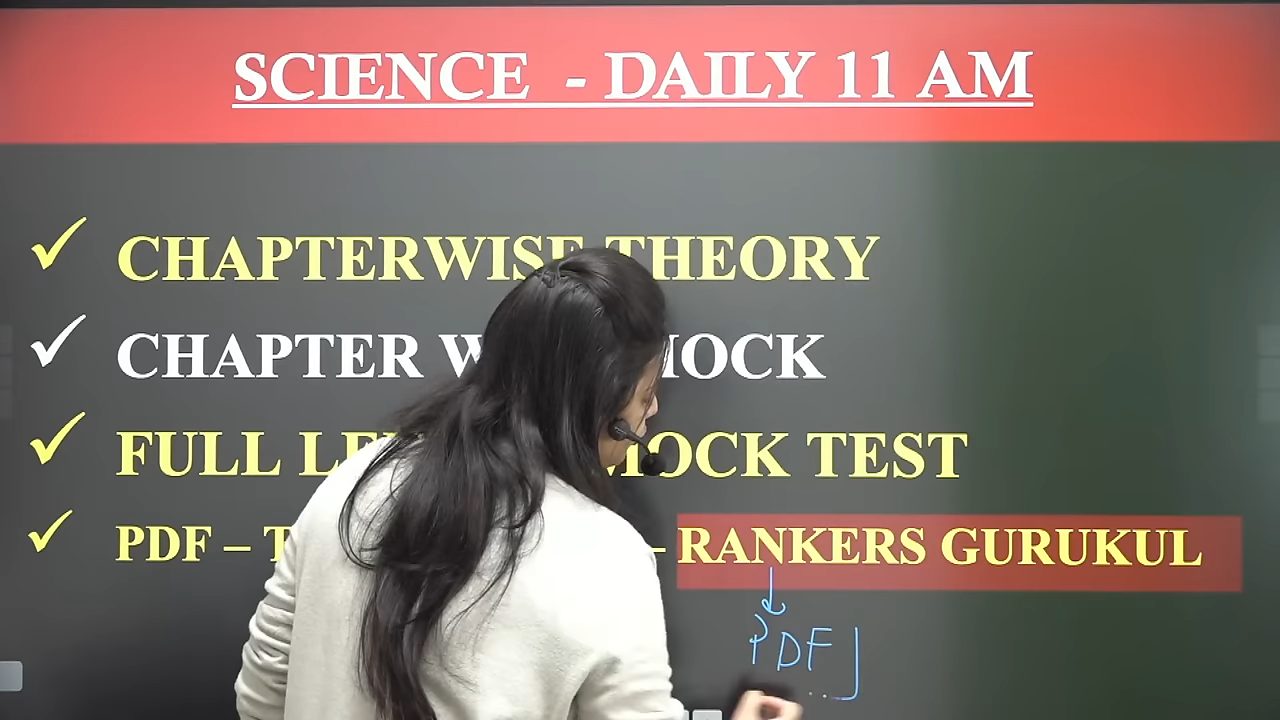 SCIENCE - DAILY 11 AM
✓ CHAPTERWISE THEORY
✓ CHAPTER MOCK
✓ FULL MOCK TEST
✓ PDF – – RANKERS GURUKUL
PDF